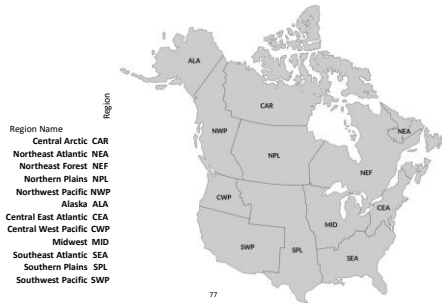 Region
Region Name
Central Arctic CAR
Northeast Atlantic NEA
Northeast Forest NEF
Northern Plains NPL
Northwest Pacific NWP
Alaska ALA
Central East Atlantic CEA
Central West Pacific CWP
Midwest MID
Southeast Atlantic SEA
Southern Plains SPL
Southwest Pacific SWP
ALA
CAR
NWP
NEA
NPL
NEF
CWP
CEA
MID
SWP
SPL
SEA
77